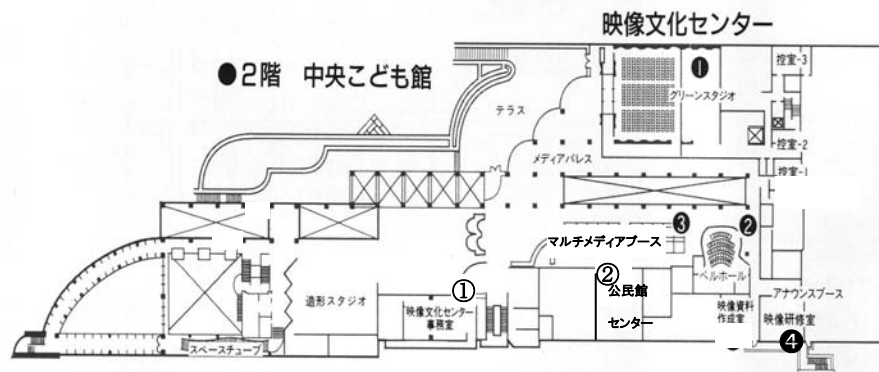 映像文化センター
●2階 中央こども館
控室-3
❶
グリーンスタジオ
テラス
控室-2
メディアパレス
控室-1
❸
❷
マルチメディアブース
ベルホール
①
②
公民館
センター
造形スタジオ
映像文化センター
事務室
映像資料
作成室
アナウンスブース
映像研修室
❹
スペースチューブ